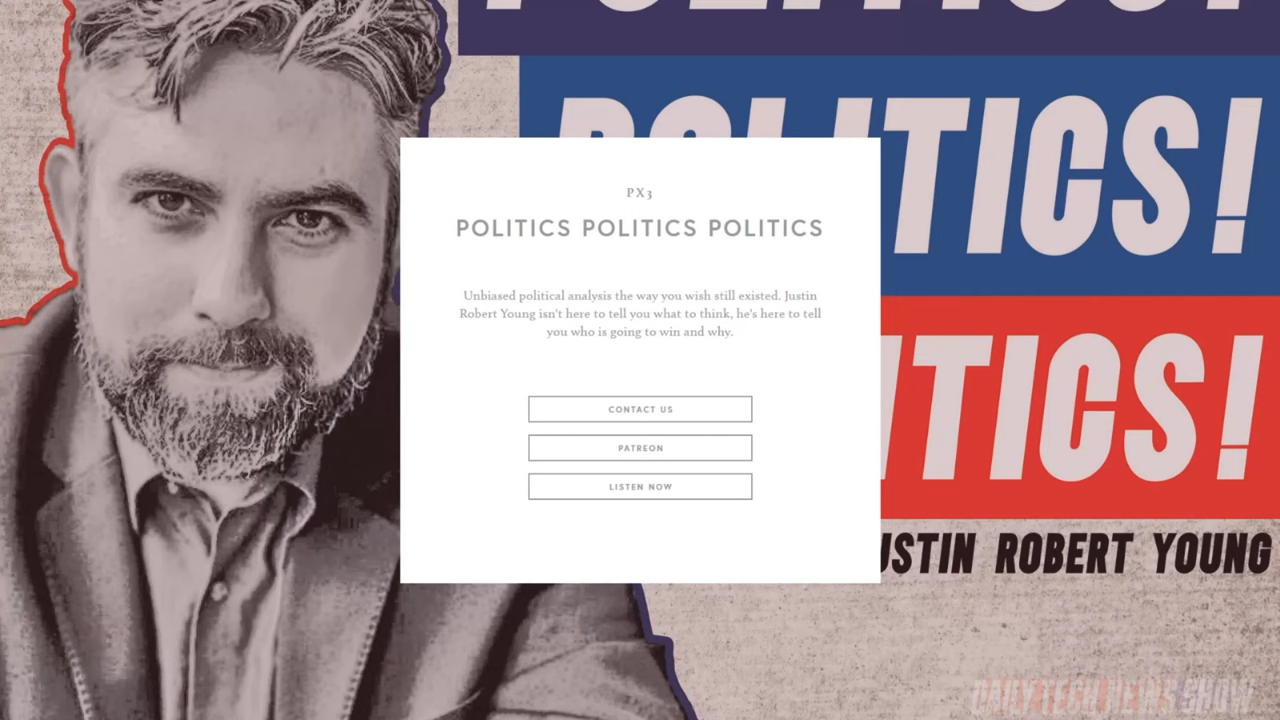 POLITICS!
POLITICS!
PX3
POLITICS POLITICS POLITICS
Unbiased political analysis the way you wish still existed. Justin
Robert Young isn't here to tell you what to think, he's here to tell
you who is going to win and why.
CONTACT US
PATREON
LISTEN NOW
ITICS!
USTIN ROBERT YOUNG
DAILY TECH NEWS SHOW